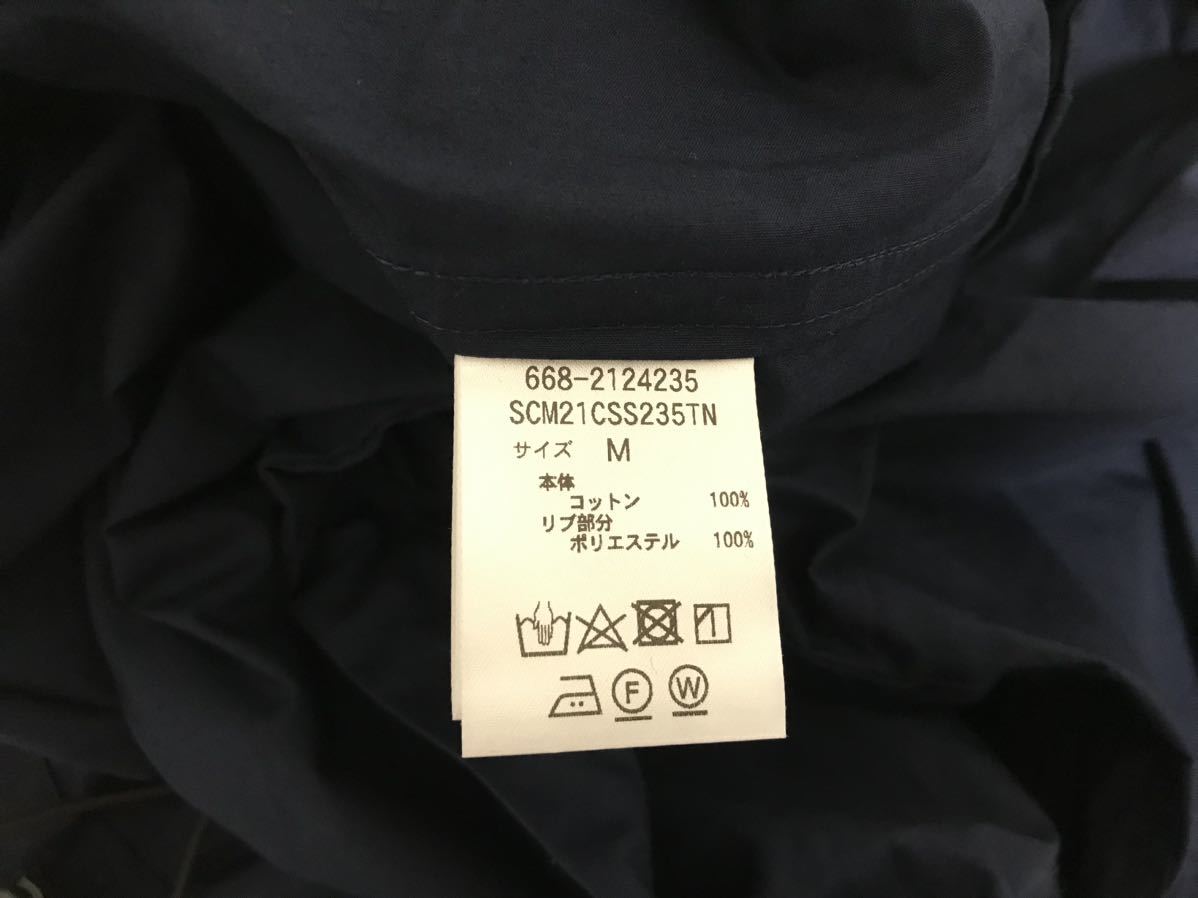 668-2124235
SCM21CSS235TN
サイズ M
本体
コットン 100%
リブ部分
ポリエステル 100%
F W